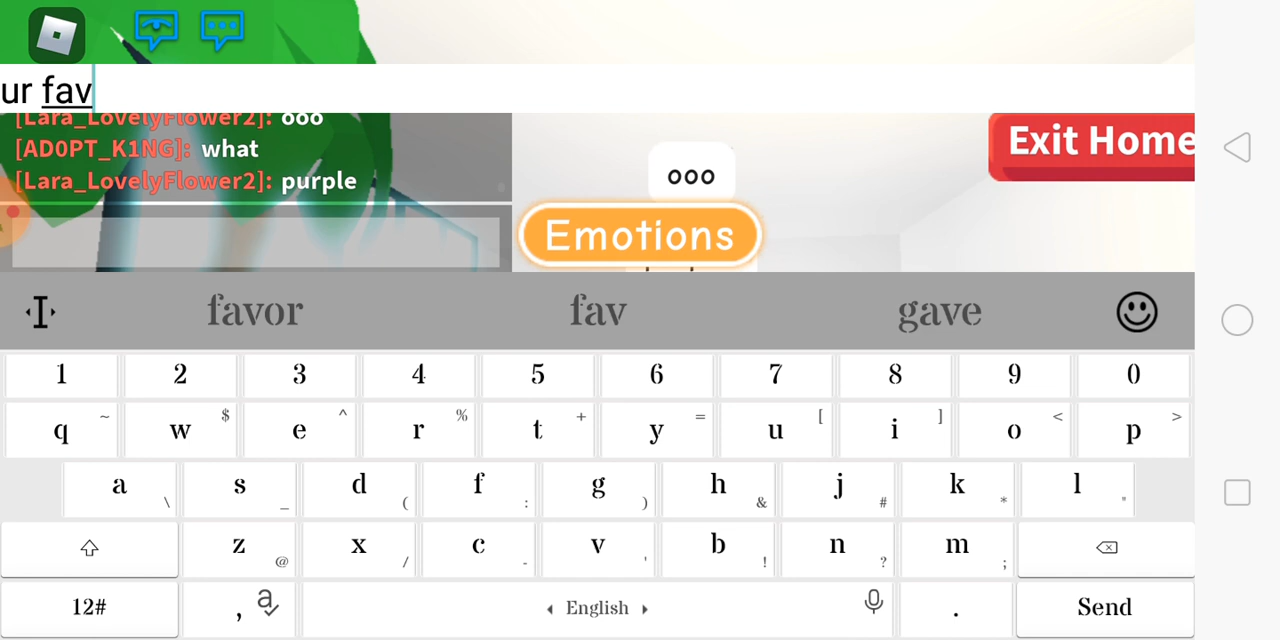 ur fav
[Lara_LovelyFlower2]: ooo
[AD0PT_K1NG]: what
[Lara_LovelyFlower2]: purple
ooo
Exit Home
Emotions
favor fav gave
1 2 3 4 5 6 7 8 9 0
q ~ w $ e ^ r % t + y = u [ i ] o < p >
a \ s _ d ( f : g ) h & j # k * l "
z @ x / c - v ' b ! n ? m ;
12# , English . Send